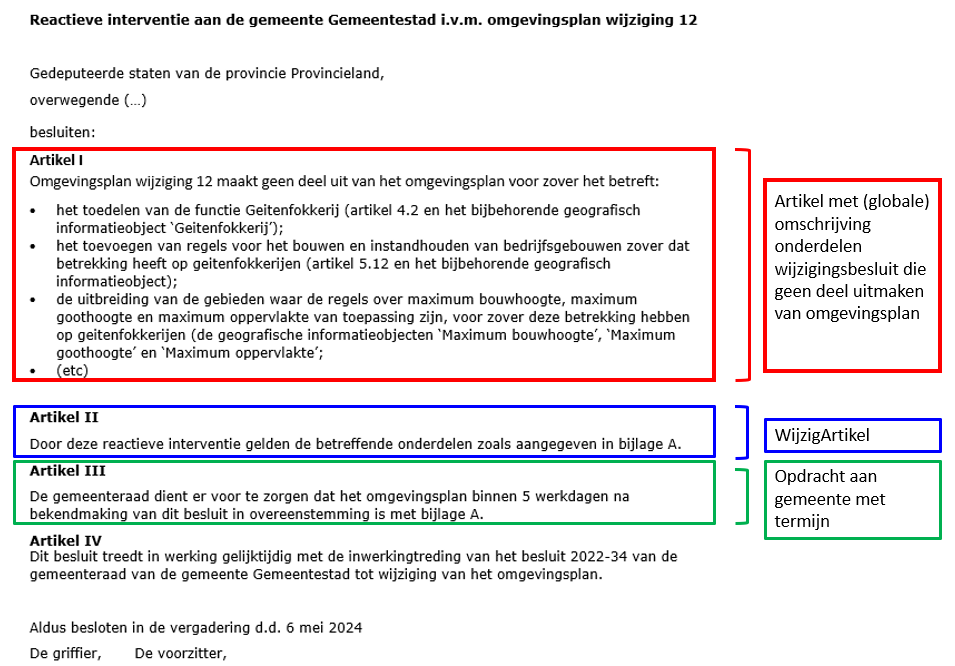 Reactieve interventie aan de gemeente Gemeentestad i.v.m. omgevingsplan wijziging 12
Gedeputeerde staten van de provincie Provincieland,
overwegende (…)
besluiten:
Artikel I
Omgevingsplan wijziging 12 maakt geen deel uit van het omgevingsplan voor zover het betreft:
• het toedelen van de functie Geitenfokkerij (artikel 4.2 en het bijbehorende geografisch
informatieobject ‘Geitenfokkerij’);
• het toevoegen van regels voor het bouwen en instandhouden van bedrijfsgebouwen zover dat
betrekking heeft op geitenfokkerijen (artikel 5.12 en het bijbehorende geografisch
informatieobject);
• de uitbreiding van de gebieden waar de regels over maximum bouwhoogte, maximum
goothoogte en maximum oppervlakte van toepassing zijn, voor zover deze betrekking hebben
op geitenfokkerijen (de geografische informatieobjecten ‘Maximum bouwhoogte’, ‘Maximum
goothoogte’ en ‘Maximum oppervlakte’;
• (etc)
Artikel met (globale)
omschrijving
onderdelen
wijzigingsbesluit die
geen deel uitmaken
van omgevingsplan
Artikel II
Door deze reactieve interventie gelden de betreffende onderdelen zoals aangegeven in bijlage A.
WijzigArtikel
Artikel III
De gemeenteraad dient er voor te zorgen dat het omgevingsplan binnen 5 werkdagen na
bekendmaking van dit besluit in overeenstemming is met bijlage A.
Opdracht aan
gemeente met
termijn
Artikel IV
Dit besluit treedt in werking gelijktijdig met de inwerkingtreding van het besluit 2022-34 van de
gemeenteraad van de gemeente Gemeentestad tot wijziging van het omgevingsplan.
Aldus besloten in de vergadering d.d. 6 mei 2024
De griffier, De voorzitter,